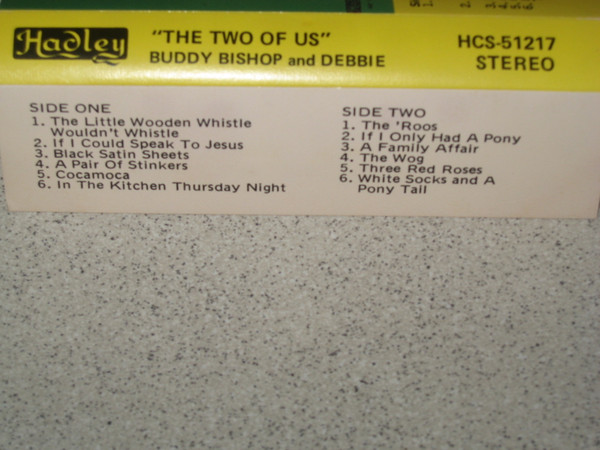 Hadley
"THE TWO OF US"
BUDDY BISHOP and DEBBIE
HCS-51217
STEREO
SIDE ONE
1. The Little Wooden Whistle
Wouldn't Whistle
2. If I Could Speak To Jesus
3. Black Satin Sheets
4. A Pair Of Stinkers
5. Cocamoca
6. In The Kitchen Thursday Night
SIDE TWO
1. The 'Roos
2. If I Only Had A Pony
3. A Family Affair
4. The Wog
5. Three Red Roses
6. White Socks and A
Pony Tail